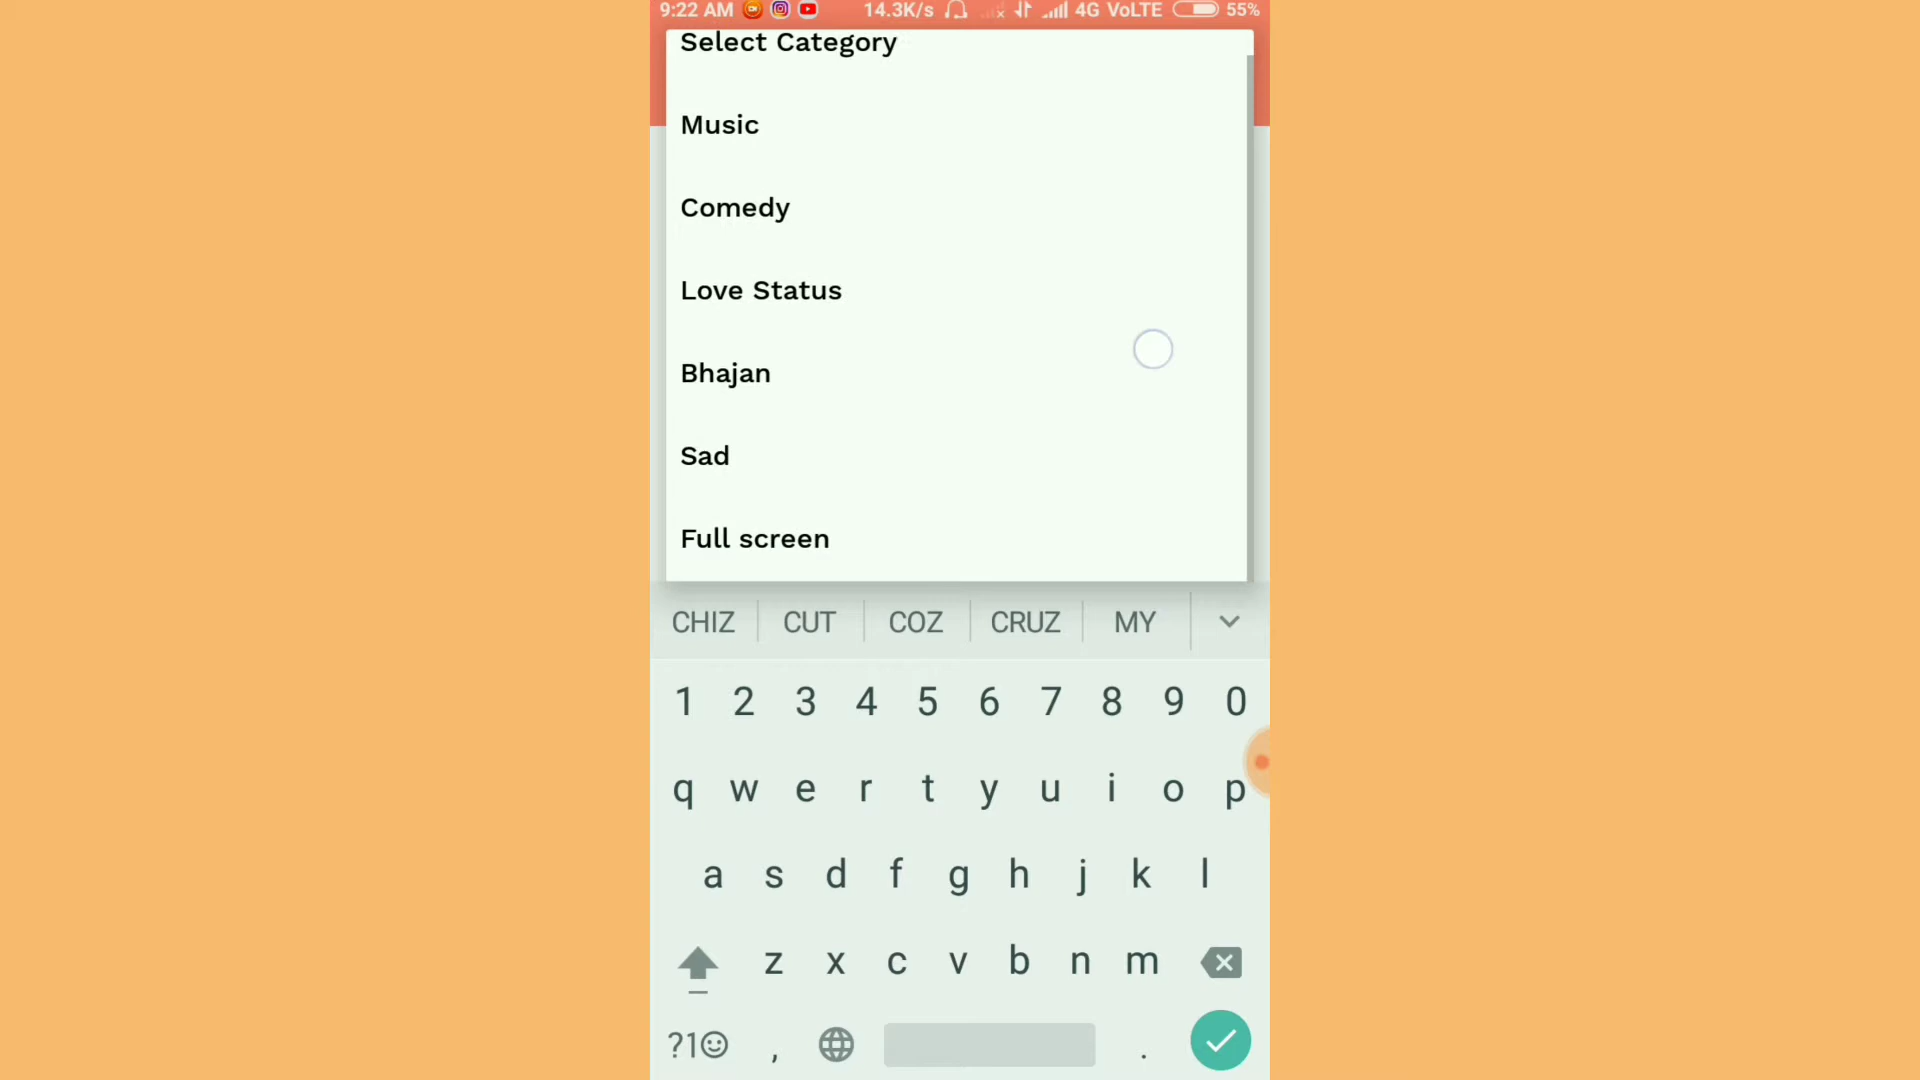 9:22 AM 14.3K/s 4G VoLTE 55%
Select Category
Music
Comedy
Love Status
Bhajan
Sad
Full screen
CHIZ CUT COZ CRUZ MY
1 2 3 4 5 6 7 8 9 0
q w e r t y u i o p
a s d f g h j k l
z x c v b n m
?1 , .